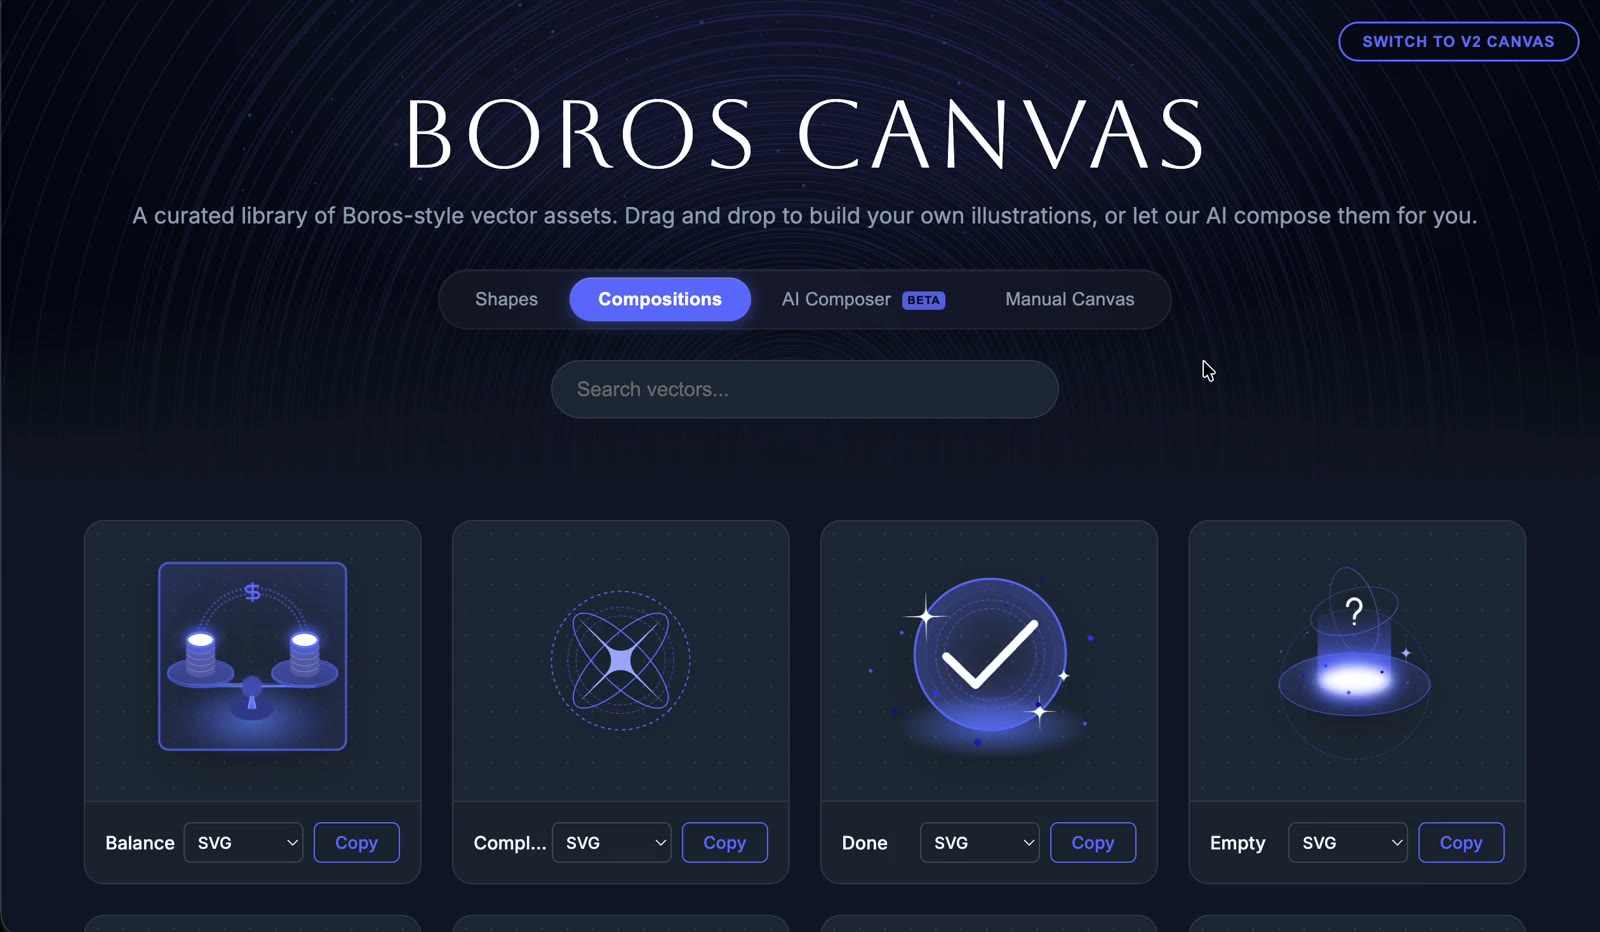 SWITCH TO V2 CANVAS
BOROS CANVAS
A curated library of Boros-style vector assets. Drag and drop to build your own illustrations, or let our AI compose them for you.
Shapes
Compositions
AI Composer BETA
Manual Canvas
Search vectors...
$
?
Balance SVG Copy
Compl... SVG Copy
Done SVG Copy
Empty SVG Copy